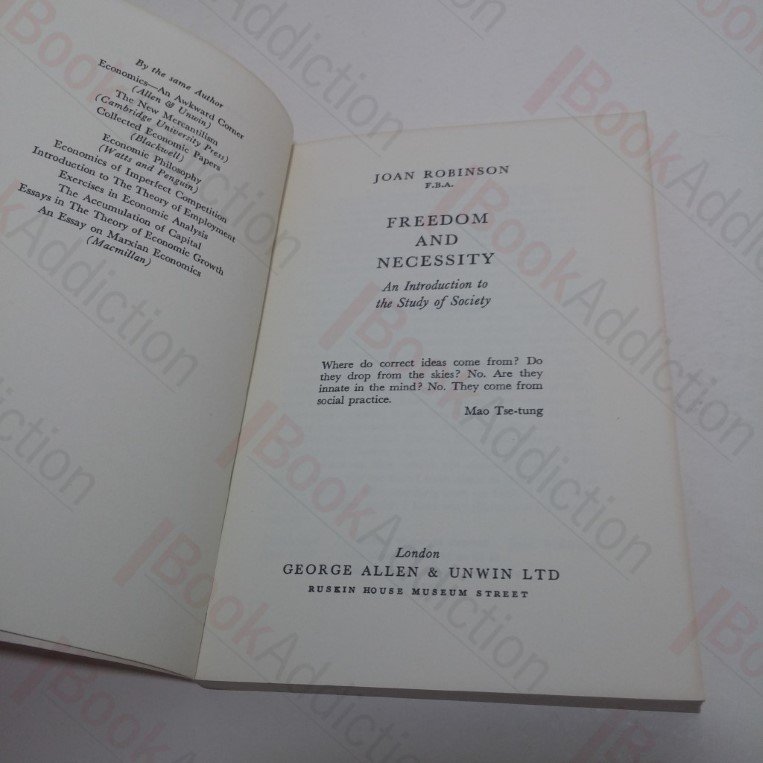 By the same Author
Economics—An Awkward Corner
(Allen & Unwin)
The New Mercantilism
(Cambridge University Press)
Collected Economic Papers
(Blackwell)
Economic Philosophy
(Watts and Penguin)
Economics of Imperfect Competition
Introduction to The Theory of Employment
Exercises in Economic Analysis
The Accumulation of Capital
Essays in The Theory of Economic Growth
An Essay on Marxian Economics
(Macmillan)
JOAN ROBINSON
F.B.A.
FREEDOM
AND
NECESSITY
An Introduction to
the Study of Society
Where do correct ideas come from? Do
they drop from the skies? No. Are they
innate in the mind? No. They come from
social practice.
Mao Tse-tung
London
GEORGE ALLEN & UNWIN LTD
RUSKIN HOUSE MUSEUM STREET
BookAddiction